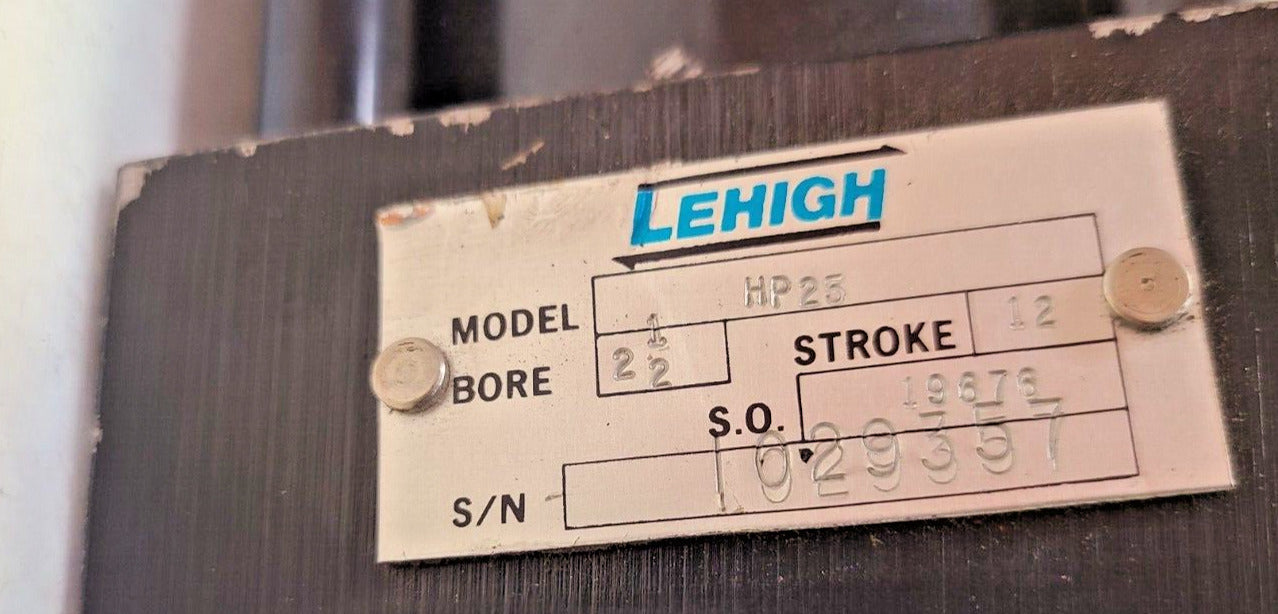 LEHIGH
MODEL HP25
BORE 2 1/2 STROKE 12
S.O. 19676
S/N 1029357